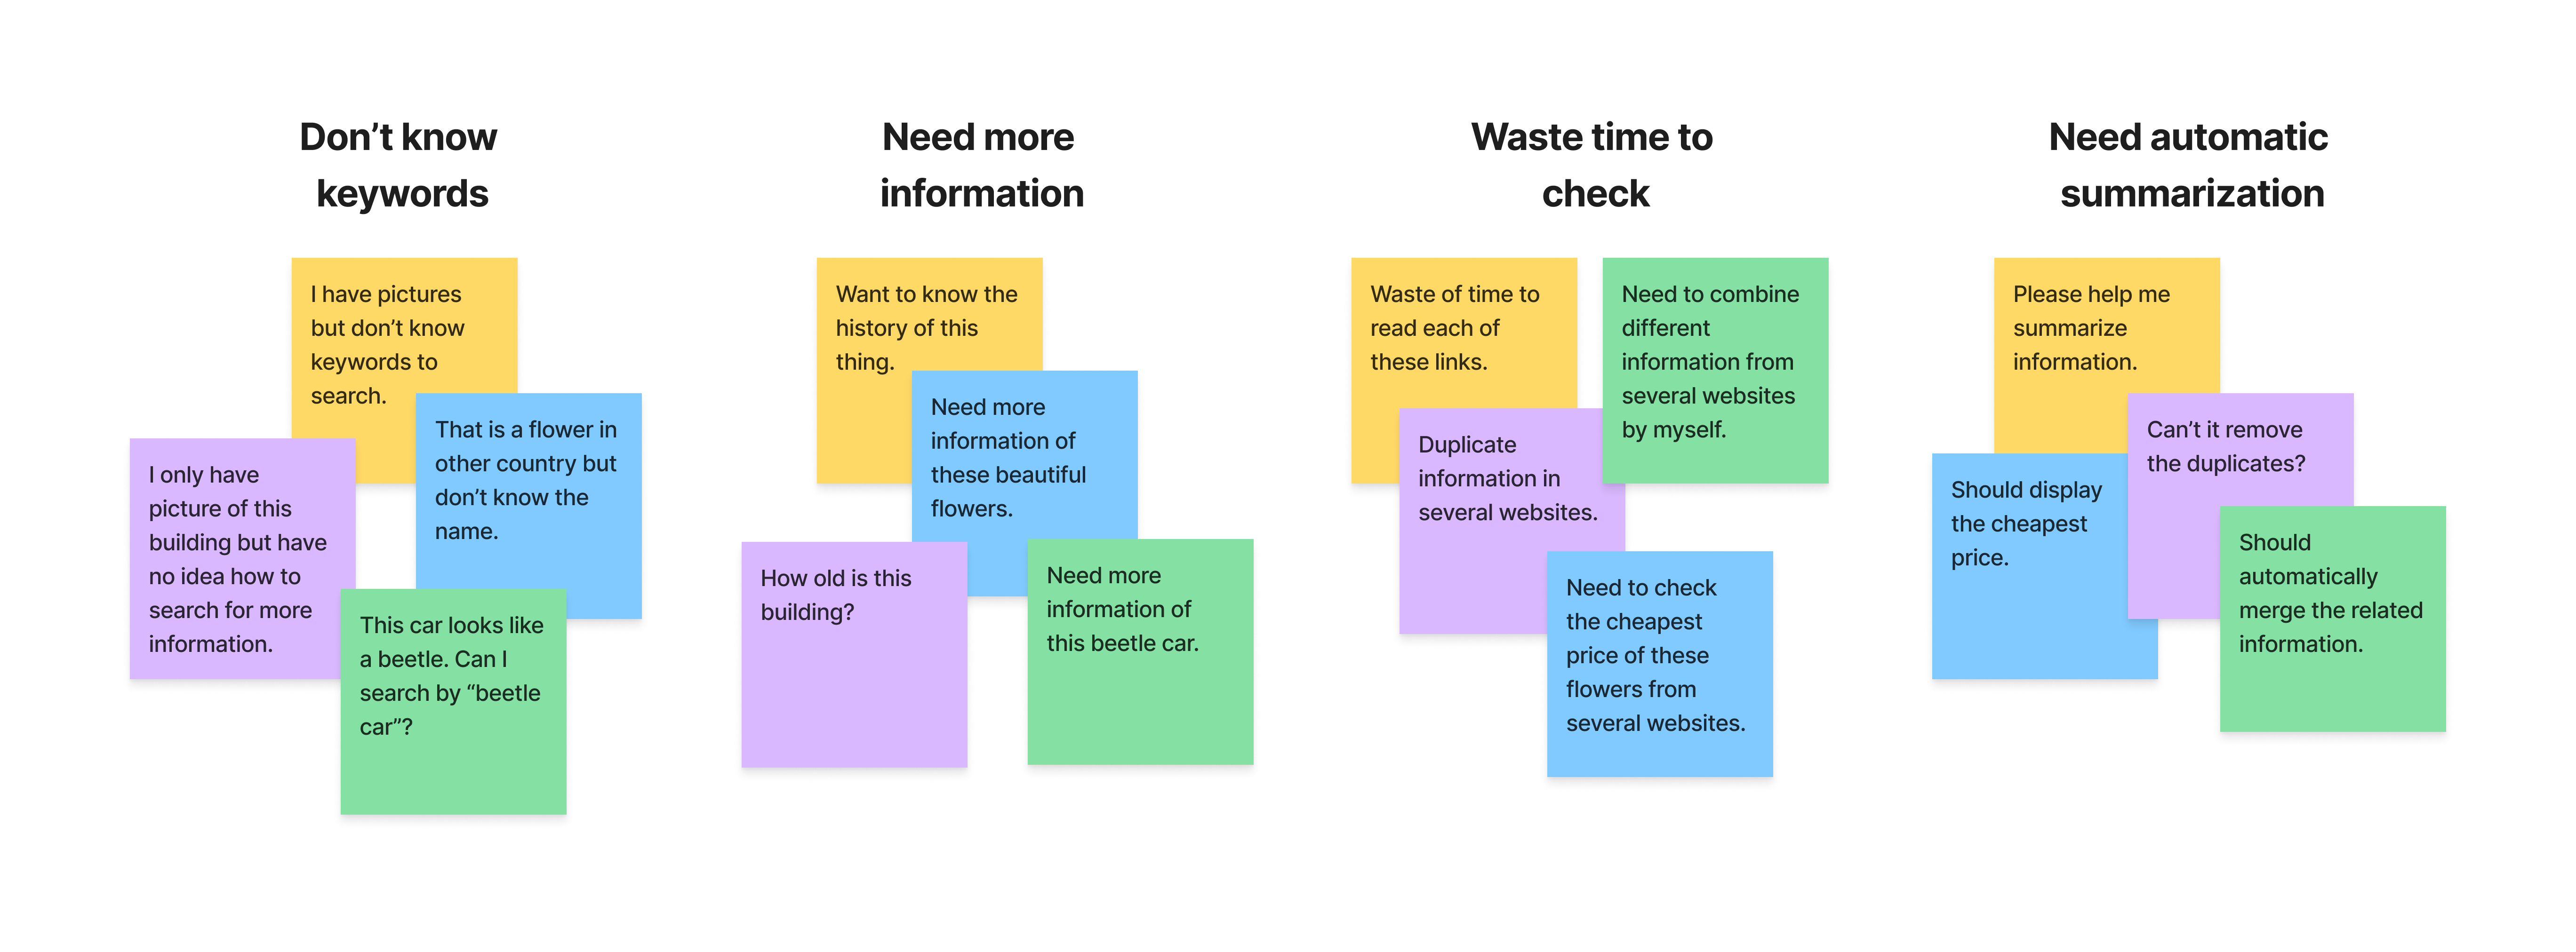 Don’t know
keywords
I have pictures
but don’t know
keywords to
search.
That is a flower in
other country but
don’t know the
name.
I only have
picture of this
building but have
no idea how to
search for more
information.
This car looks like
a beetle. Can I
search by “beetle
car”?
Need more
information
Want to know the
history of this
thing.
Need more
information of
these beautiful
flowers.
How old is this
building?
Need more
information of
this beetle car.
Waste time to
check
Waste of time to
read each of
these links.
Need to combine
different
information from
several websites
by myself.
Duplicate
information in
several websites.
Need to check
the cheapest
price of these
flowers from
several websites.
Need automatic
summarization
Please help me
summarize
information.
Can’t it remove
the duplicates?
Should display
the cheapest
price.
Should
automatically
merge the related
information.